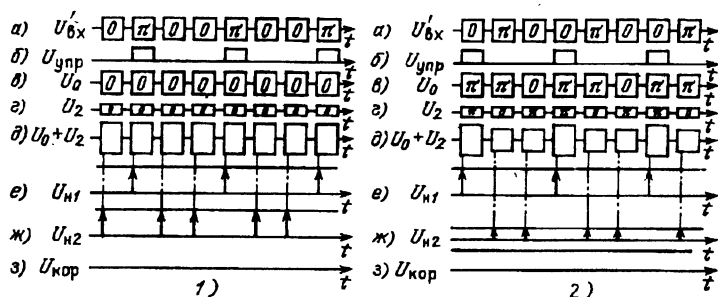 а) U'вх 0 π 0 0 π 0 0 π t
б) Uупр t
в) U0 0 0 0 0 0 0 0 0 t
г) U2 t
д) U0+U2 t
е) Uн1 t
ж) Uн2 t
з) Uкор t
1)
а) U'вх 0 π 0 0 π 0 0 π t
б) Uупр t
в) U0 π π 0 π π 0 π π t
г) U2 t
д) U0+U2 t
е) Uн1 t
ж) Uн2 t
з) Uкор t
2)